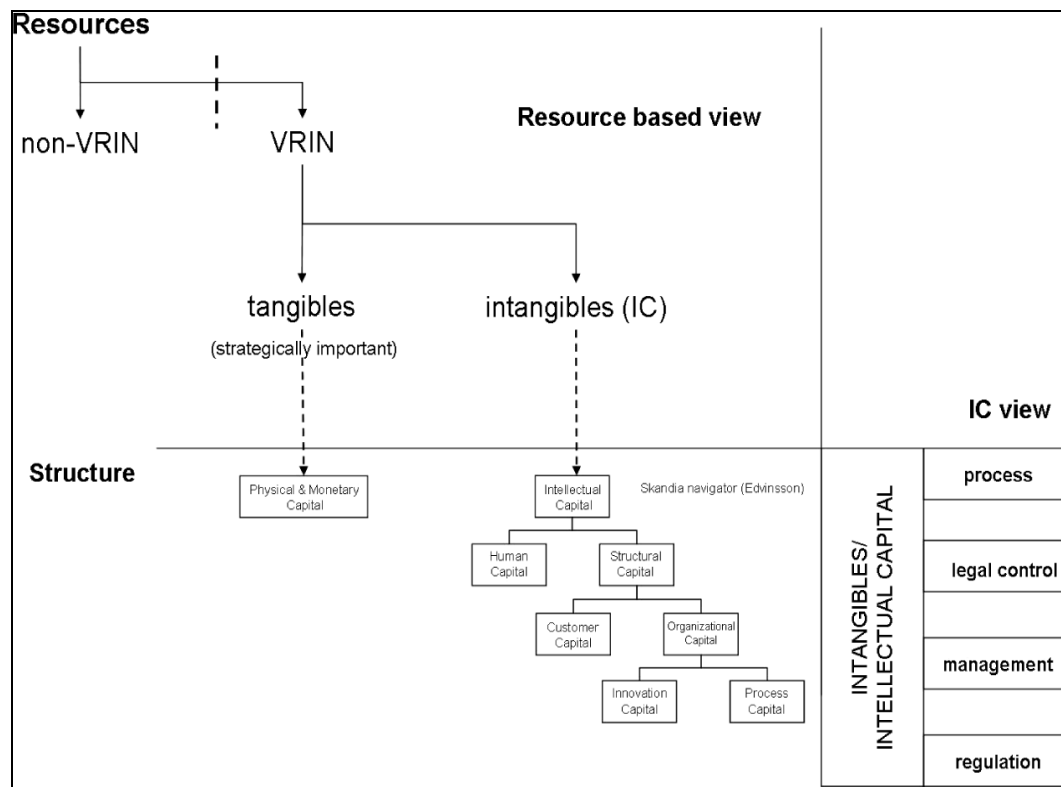 Resources
non-VRIN
VRIN
Resource based view
tangibles
(strategically important)
intangibles (IC)
IC view
Structure
Physical & Monetary
Capital
Intellectual
Capital
Skandia navigator (Edvinsson)
Human
Capital
Structural
Capital
Customer
Capital
Organizational
Capital
Innovation
Capital
Process
Capital
INTANGIBLES/
INTELLECTUAL CAPITAL
process
legal control
management
regulation